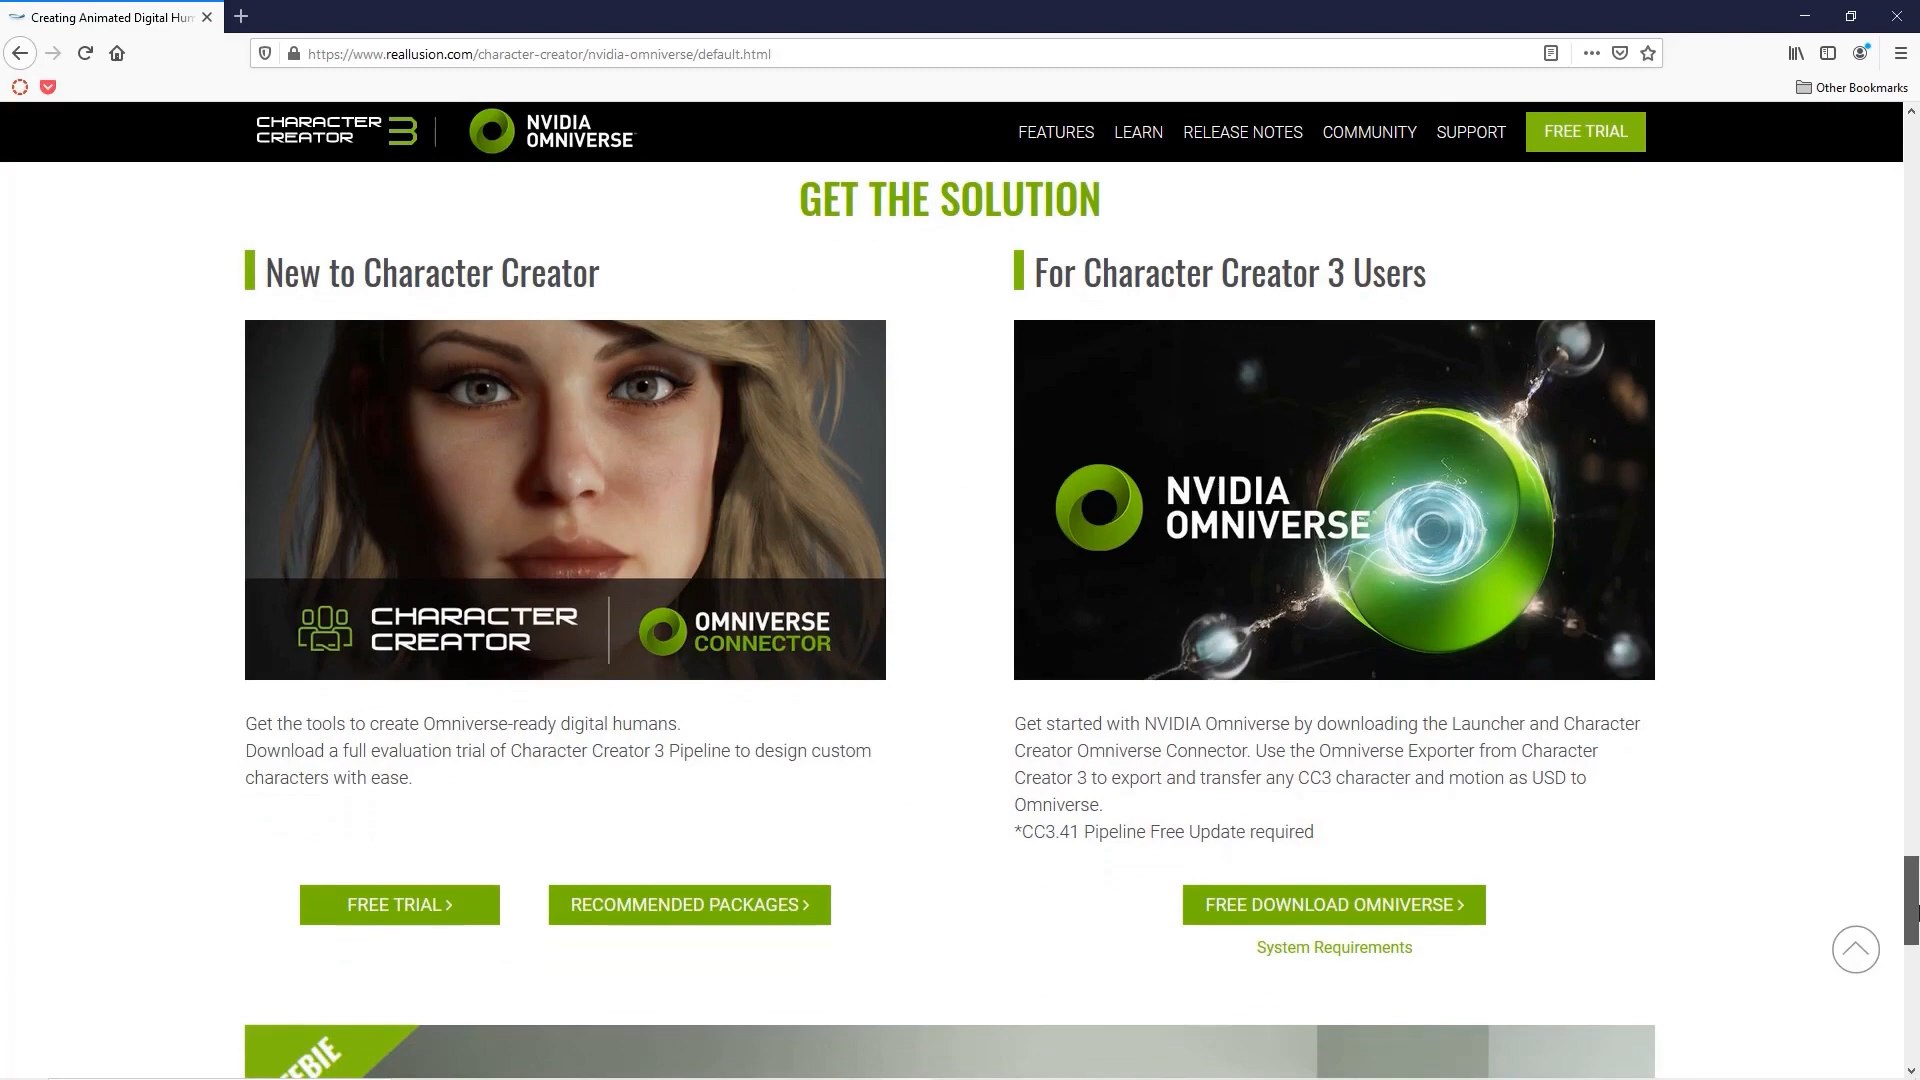 Creating Animated Digital Hum
https://www.reallusion.com/character-creator/nvidia-omniverse/default.html
Other Bookmarks
CHARACTER CREATOR 3
NVIDIA OMNIVERSE
FEATURES LEARN RELEASE NOTES COMMUNITY SUPPORT FREE TRIAL
GET THE SOLUTION
New to Character Creator
CHARACTER CREATOR
OMNIVERSE CONNECTOR
Get the tools to create Omniverse-ready digital humans.
Download a full evaluation trial of Character Creator 3 Pipeline to design custom
characters with ease.
FREE TRIAL
RECOMMENDED PACKAGES
For Character Creator 3 Users
NVIDIA
OMNIVERSE
Get started with NVIDIA Omniverse by downloading the Launcher and Character
Creator Omniverse Connector. Use the Omniverse Exporter from Character
Creator 3 to export and transfer any CC3 character and motion as USD to
Omniverse.
*CC3.41 Pipeline Free Update required
FREE DOWNLOAD OMNIVERSE
System Requirements